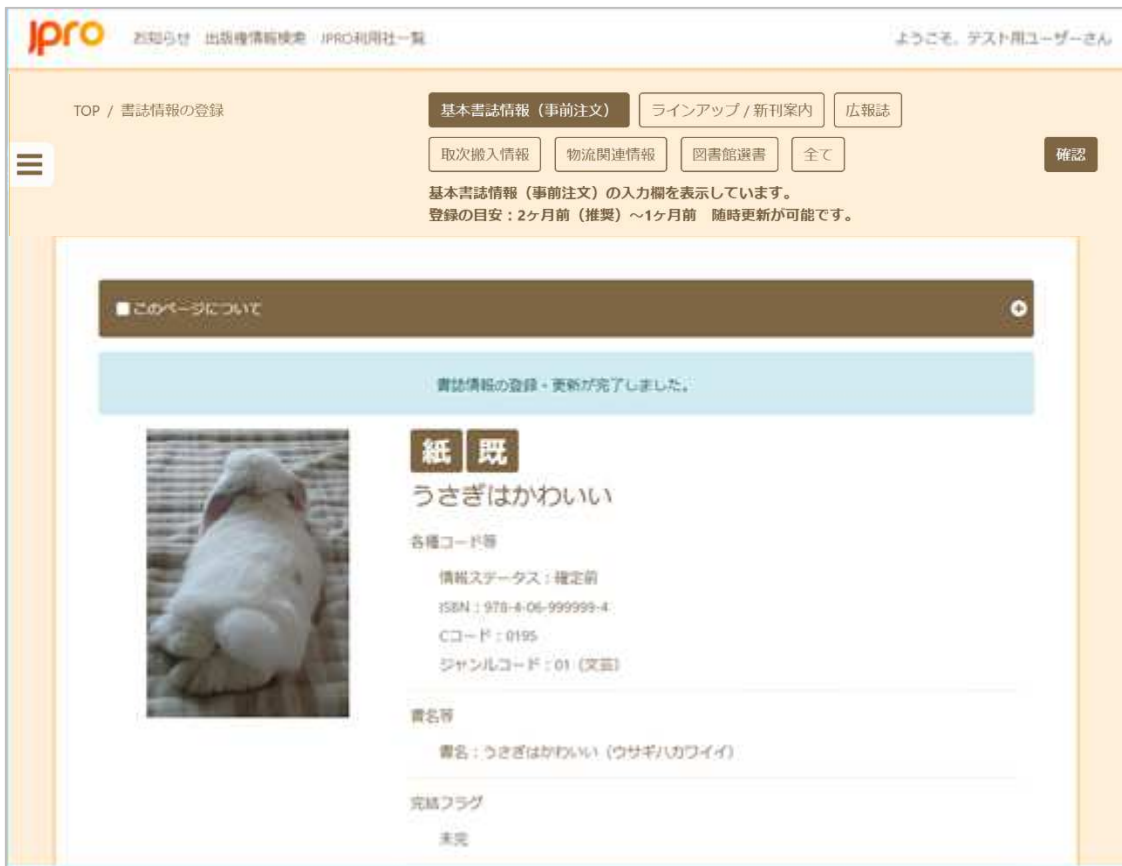 Jpro お知らせ 出版権情報検索 JPRO利用社一覧 ようこそ、テスト用ユーザーさん
TOP / 書誌情報の登録
基本書誌情報（事前注文） ラインアップ / 新刊案内 広報誌
取次搬入情報 物流関連情報 図書館選書 全て 確認
基本書誌情報（事前注文）の入力欄を表示しています。
登録の目安：2ヶ月前（推奨）～1ヶ月前　随時更新が可能です。
■このページについて
書誌情報の登録・更新が完了しました。
紙 既
うさぎはかわいい
各種コード等
情報ステータス：確定前
ISBN：978-4-06-999999-4
Cコード：0195
ジャンルコード：01（文芸）
書名等
書名：うさぎはかわいい（ウサギハカワイイ）
完結フラグ
未完